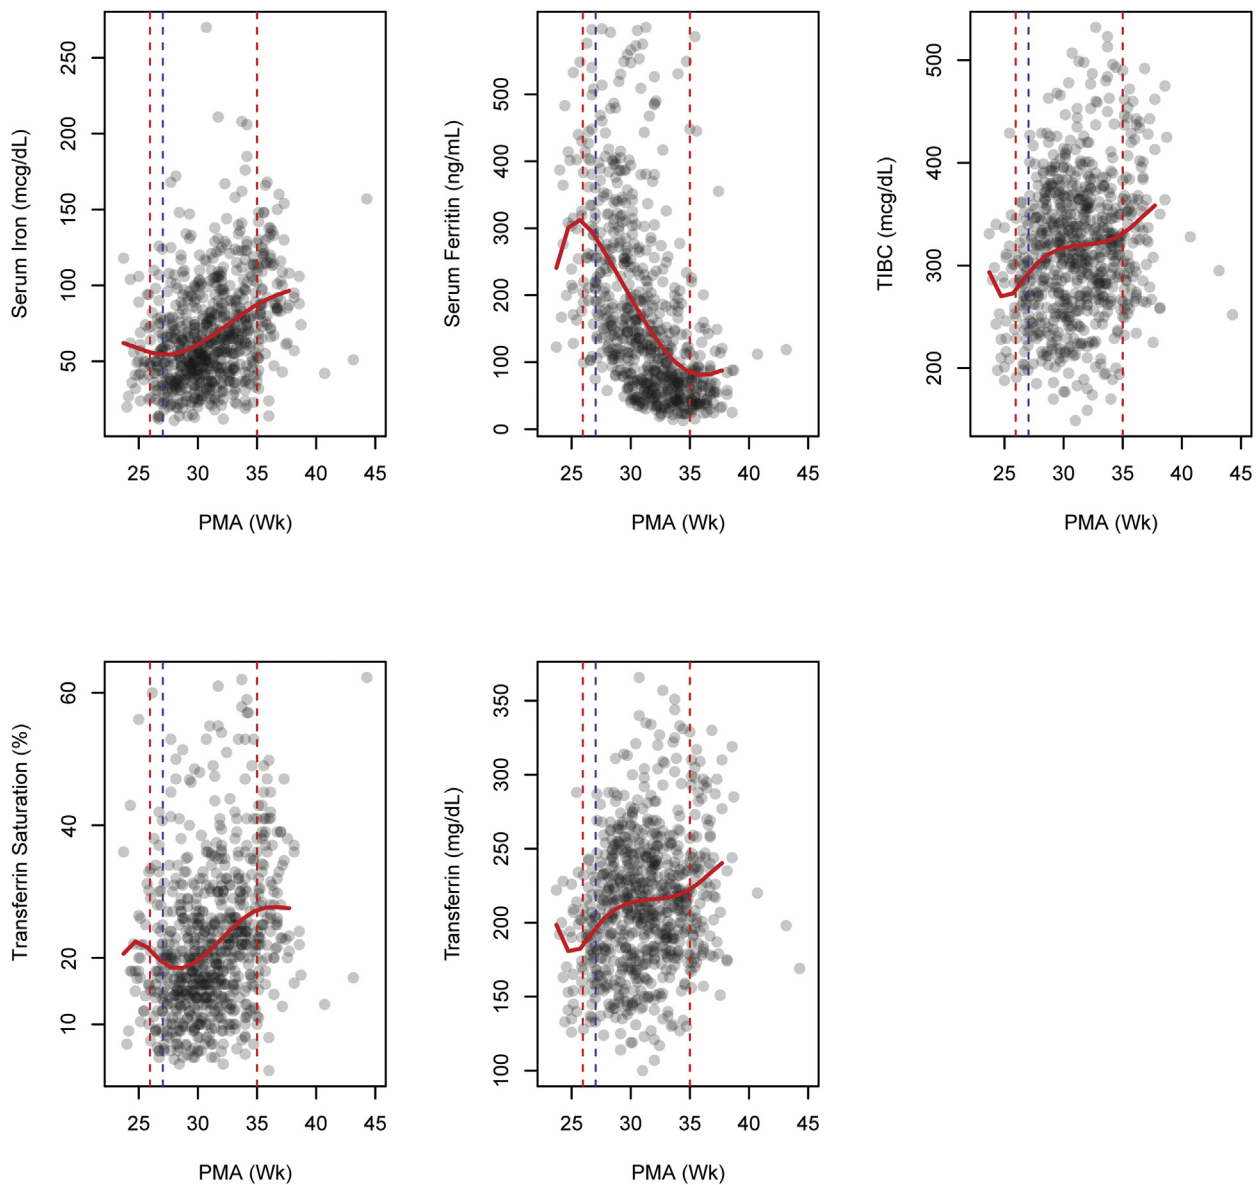 Serum Iron (mcg/dL)
250
200
150
100
50
25 30 35 40 45
PMA (Wk)
Serum Ferritin (ng/mL)
500
400
300
200
100
0
25 30 35 40 45
PMA (Wk)
TIBC (mcg/dL)
500
400
300
200
25 30 35 40 45
PMA (Wk)
Transferrin Saturation (%)
60
40
20
10
25 30 35 40 45
PMA (Wk)
Transferrin (mg/dL)
350
300
250
200
150
100
25 30 35 40 45
PMA (Wk)